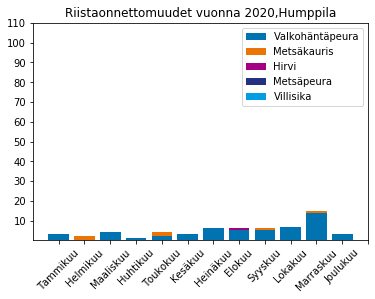 Riistaonnettomuudet vuonna 2020,Humppila
110
100
90
80
70
60
50
40
30
20
10
Valkohäntäpeura
Metsäkauris
Hirvi
Metsäpeura
Villisika
Tammikuu
Helmikuu
Maaliskuu
Huhtikuu
Toukokuu
Kesäkuu
Heinäkuu
Elokuu
Syyskuu
Lokakuu
Marraskuu
Joulukuu